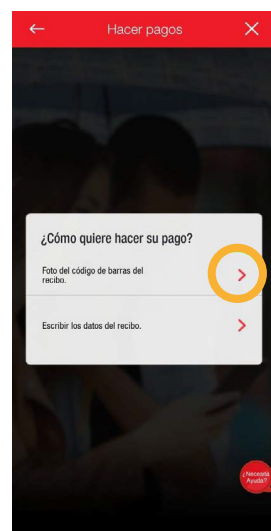 Hacer pagos
¿Cómo quiere hacer su pago?
Foto del código de barras del
recibo.
Escribir los datos del recibo.
¿Necesita
Ayuda?